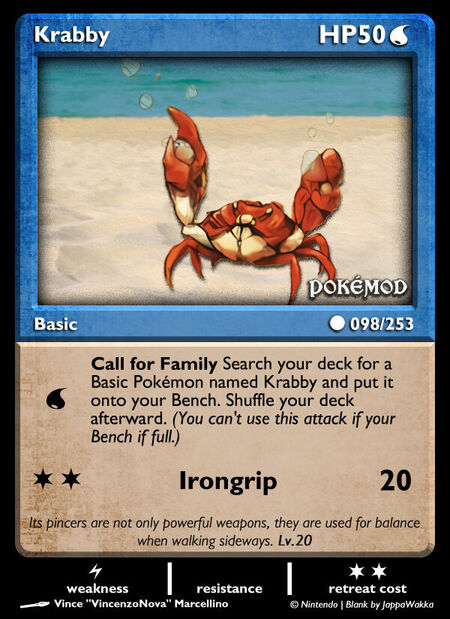 Krabby HP50
POKÉMOD
Basic 098/253
Call for Family Search your deck for a
Basic Pokémon named Krabby and put it
onto your Bench. Shuffle your deck
afterward. (You can't use this attack if your
Bench if full.)
Irongrip 20
Its pincers are not only powerful weapons, they are used for balance
when walking sideways. Lv.20
weakness resistance retreat cost
Vince "VincenzoNova" Marcellino © Nintendo | Blank by JappaWakka